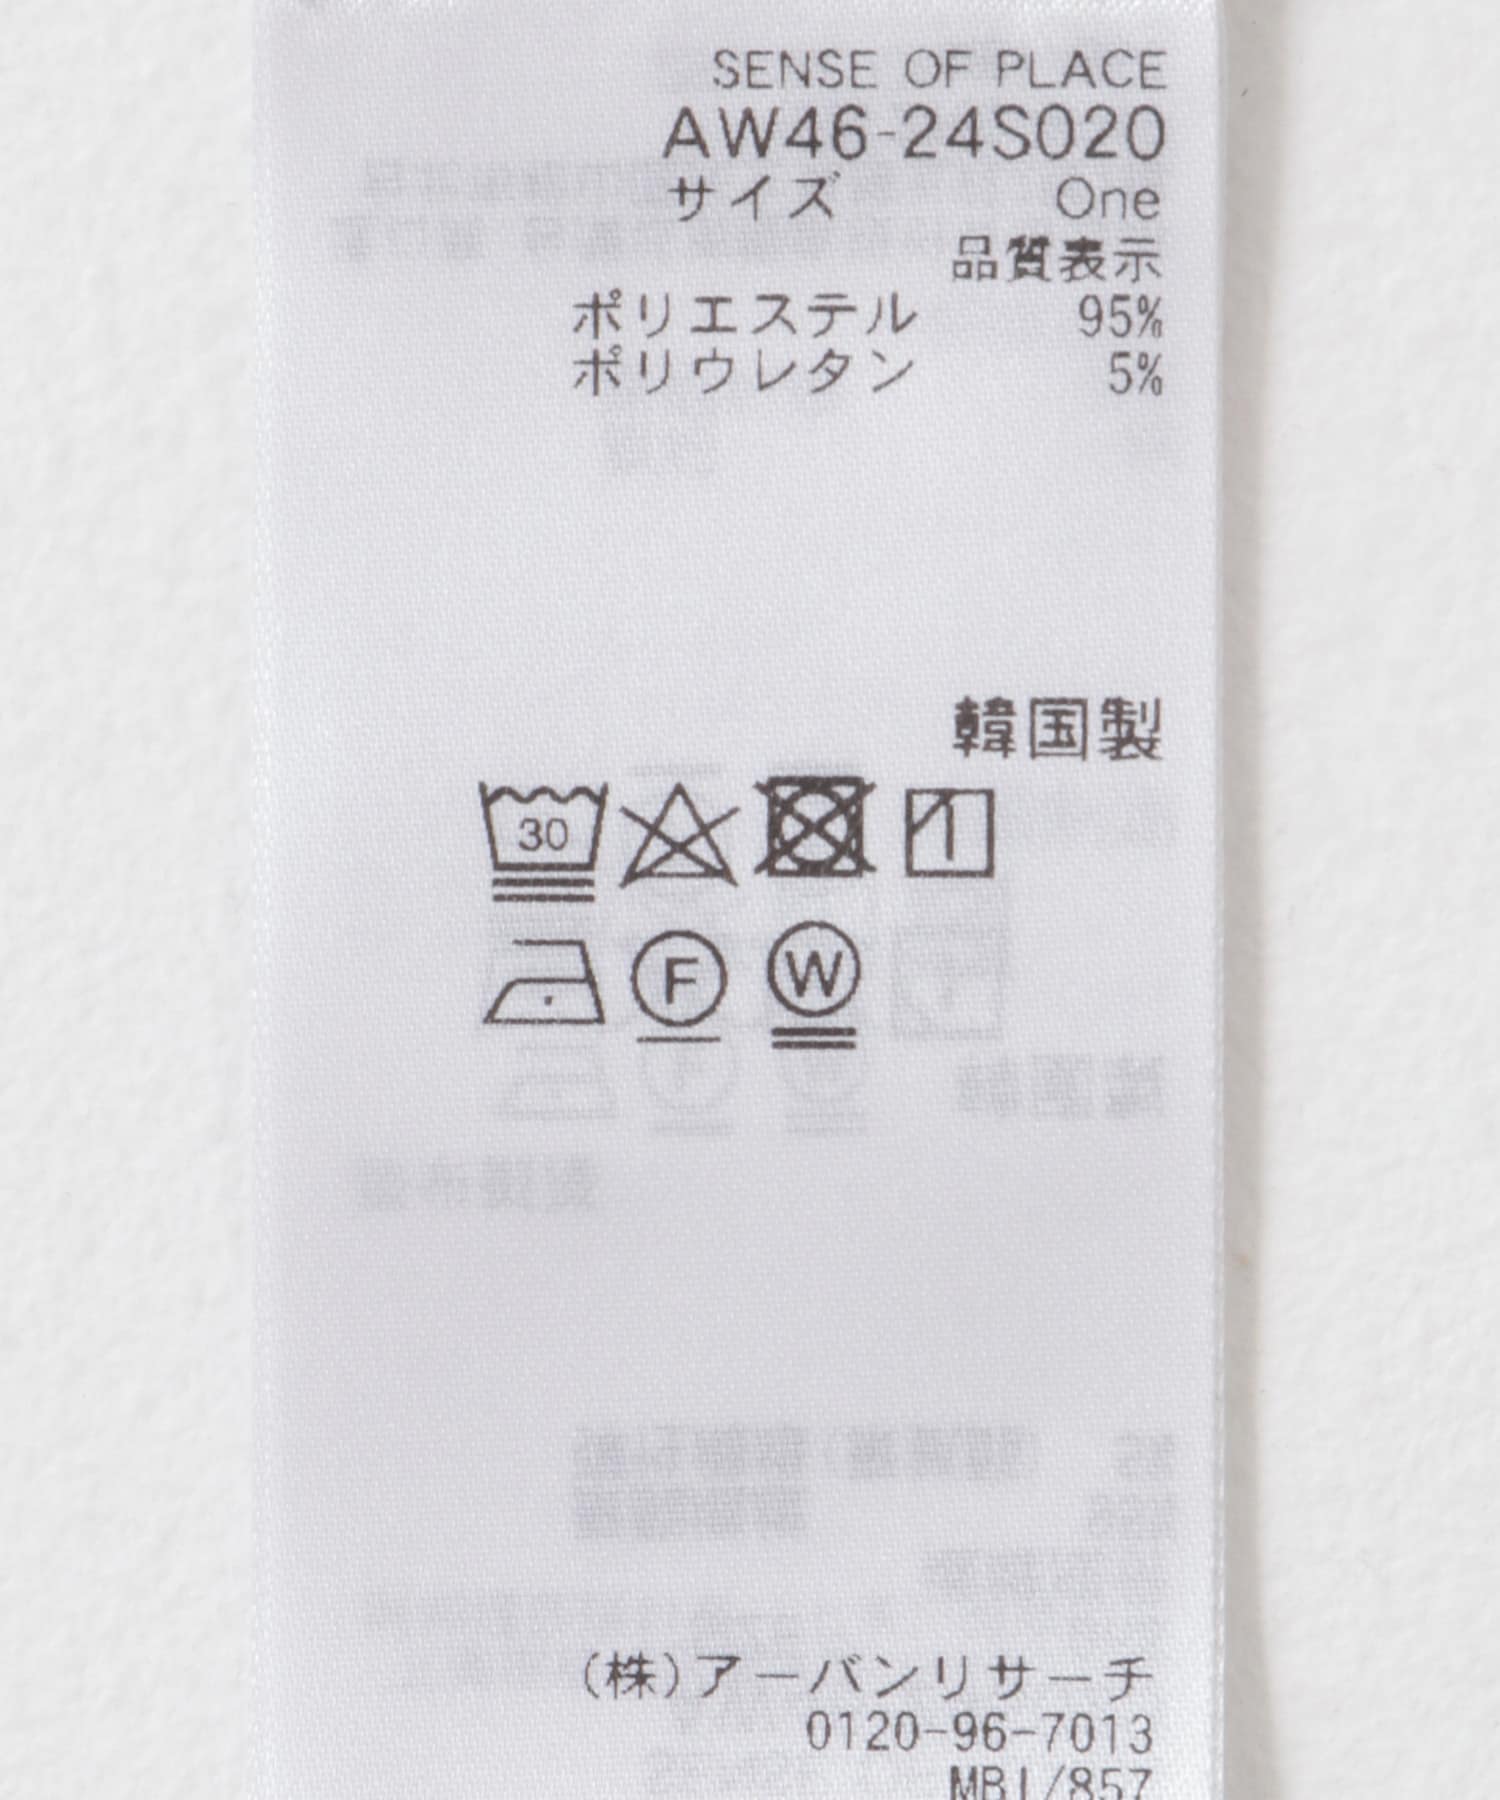 SENSE OF PLACE
AW46-24S020
サイズ One
品質表示
ポリエステル 95%
ポリウレタン 5%
韓国製
30
F W
(株)アーバンリサーチ
0120-96-7013
MBI/857